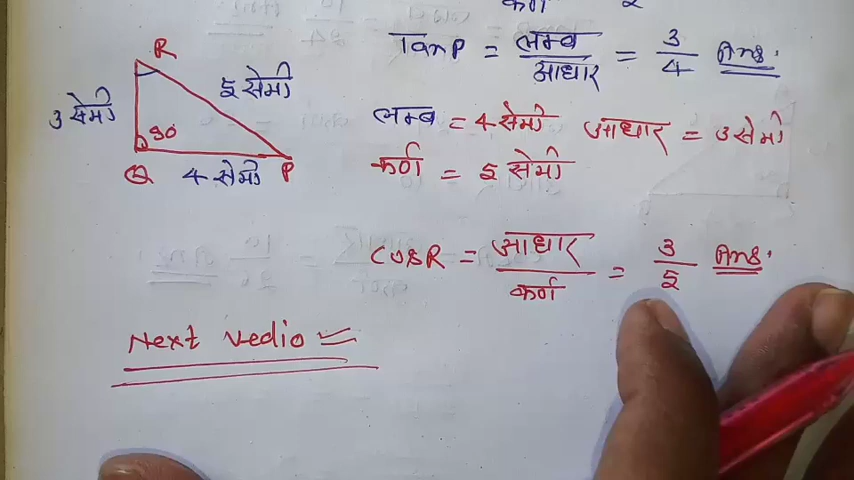 कर्ण
TanP = लम्ब / आधार = 3/4 Ans.
R
3 सेमी
5 सेमी
90
Q 4 सेमी P
लम्ब = 4 सेमी आधार = 3 सेमी
कर्ण = 5 सेमी
cosR = आधार / कर्ण = 3/5 Ans.
Next Vedio